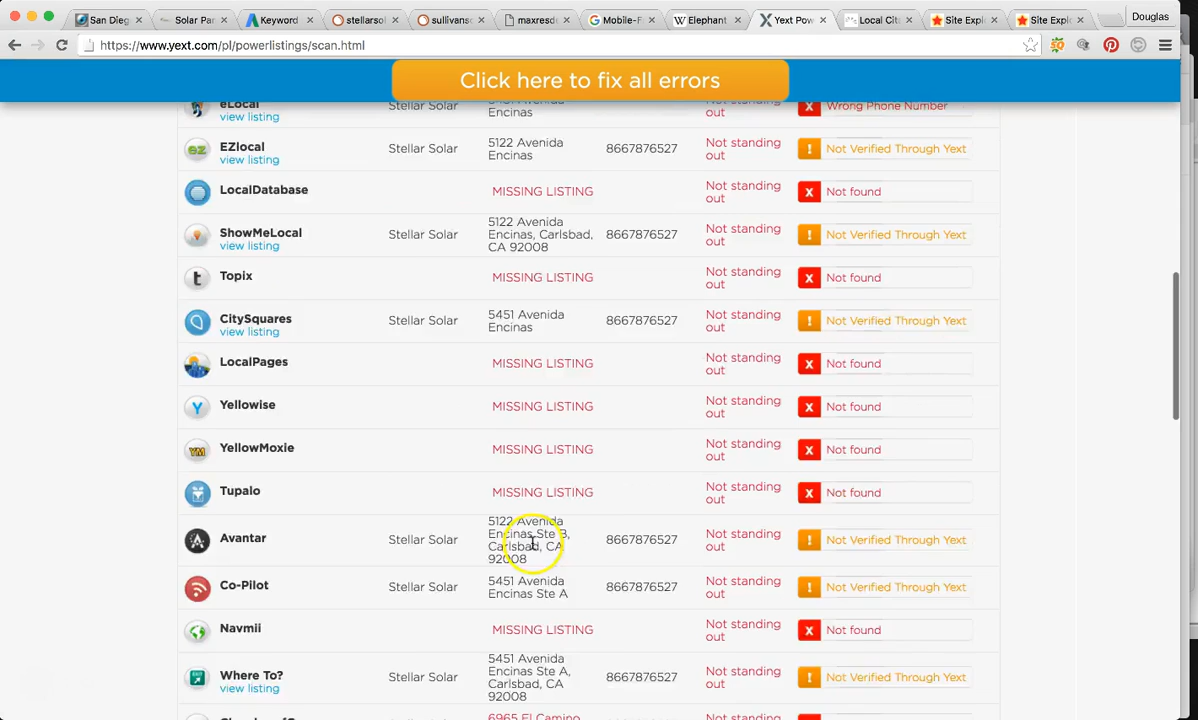 San Dieg
Solar Pan
Keyword
stellarsol
sullivanso
maxresde
Mobile-F
Elephant
Yext Pow
Local Cit
Site Explo
Site Explo
Douglas
https://www.yext.com/pl/powerlistings/scan.html
Click here to fix all errors
eLocal
view listing
Stellar Solar
Encinas
8667876527
Not standing
out
X Wrong Phone Number
EZlocal
view listing
Stellar Solar
5122 Avenida
Encinas
8667876527
Not standing
out
! Not Verified Through Yext
LocalDatabase
MISSING LISTING
Not standing
out
X Not found
ShowMeLocal
view listing
Stellar Solar
5122 Avenida
Encinas, Carlsbad,
CA 92008
8667876527
Not standing
out
! Not Verified Through Yext
t
Topix
MISSING LISTING
Not standing
out
X Not found
CitySquares
view listing
Stellar Solar
5451 Avenida
Encinas
8667876527
Not standing
out
! Not Verified Through Yext
LocalPages
MISSING LISTING
Not standing
out
X Not found
Y
Yellowise
MISSING LISTING
Not standing
out
X Not found
YM
YellowMoxie
MISSING LISTING
Not standing
out
X Not found
Tupalo
MISSING LISTING
Not standing
out
X Not found
Avantar
Stellar Solar
5122 Avenida
Encinas Ste B,
Carlsbad, CA
92008
8667876527
Not standing
out
! Not Verified Through Yext
Co-Pilot
Stellar Solar
5451 Avenida
Encinas Ste A
8667876527
Not standing
out
! Not Verified Through Yext
Navmii
MISSING LISTING
Not standing
out
X Not found
Where To?
view listing
Stellar Solar
5451 Avenida
Encinas Ste A,
Carlsbad, CA
92008
8667876527
Not standing
out
! Not Verified Through Yext
6965 El Camino
Not standing